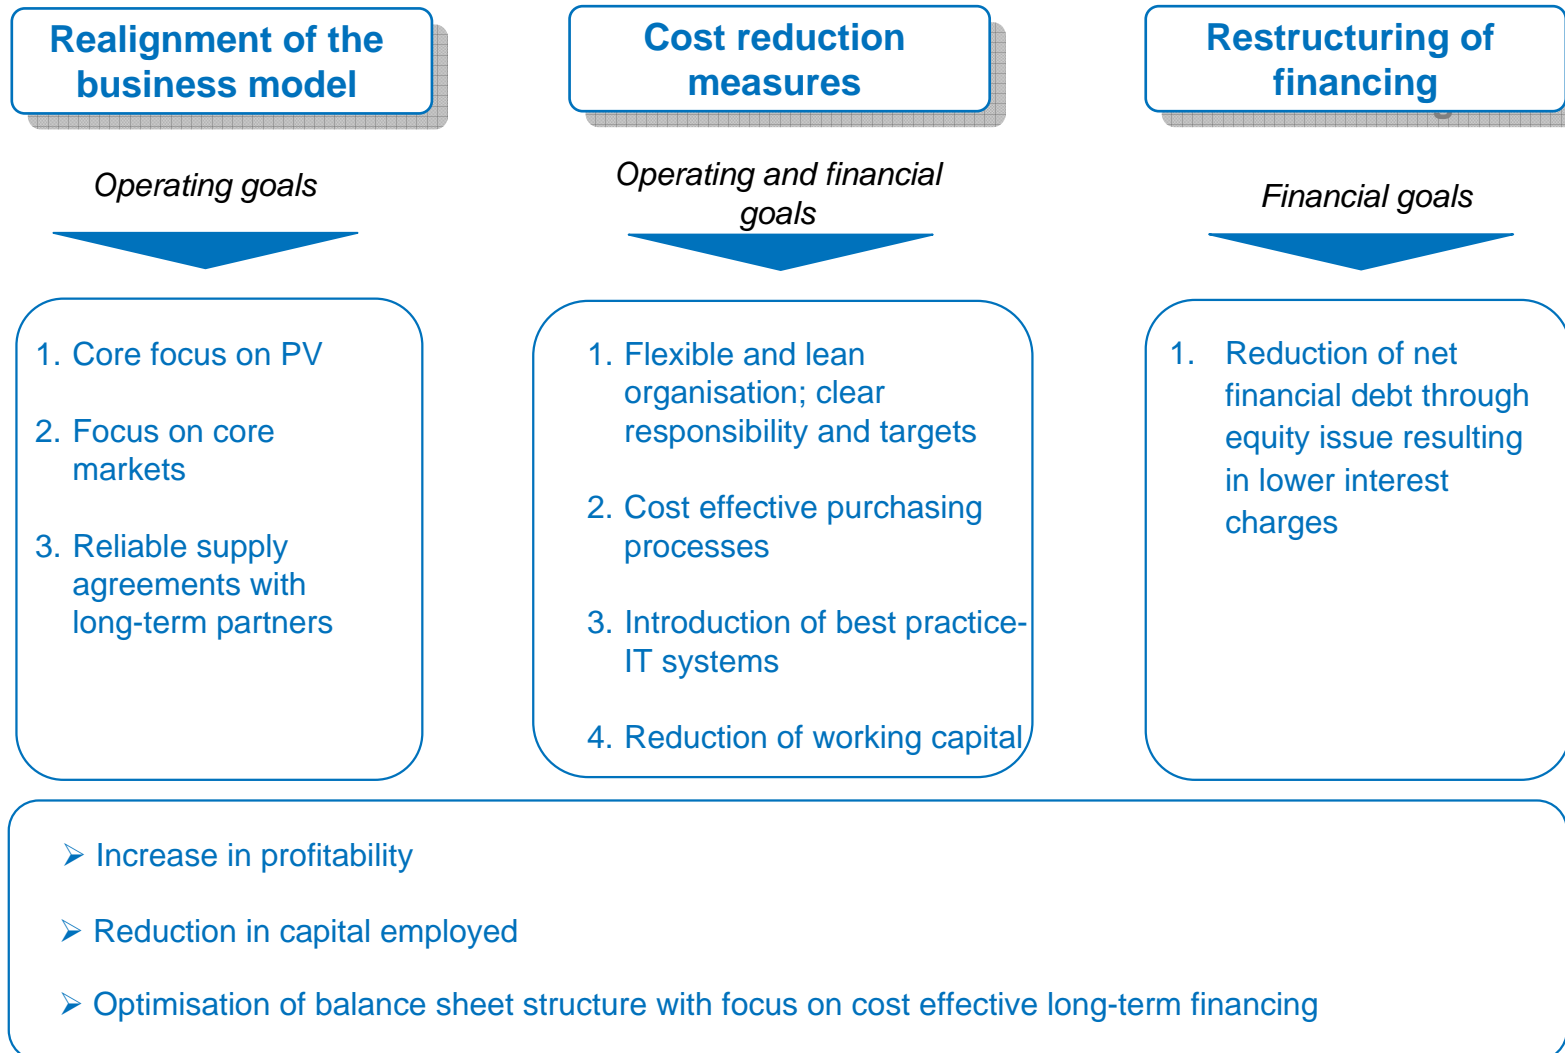 Realignment of the
business model
Operating goals
1. Core focus on PV
2. Focus on core
markets
3. Reliable supply
agreements with
long-term partners
Cost reduction
measures
Operating and financial
goals
1. Flexible and lean
organisation; clear
responsibility and targets
2. Cost effective purchasing
processes
3. Introduction of best practice-
IT systems
4. Reduction of working capital
Restructuring of
financing
Financial goals
1. Reduction of net
financial debt through
equity issue resulting
in lower interest
charges
➢ Increase in profitability
➢ Reduction in capital employed
➢ Optimisation of balance sheet structure with focus on cost effective long-term financing